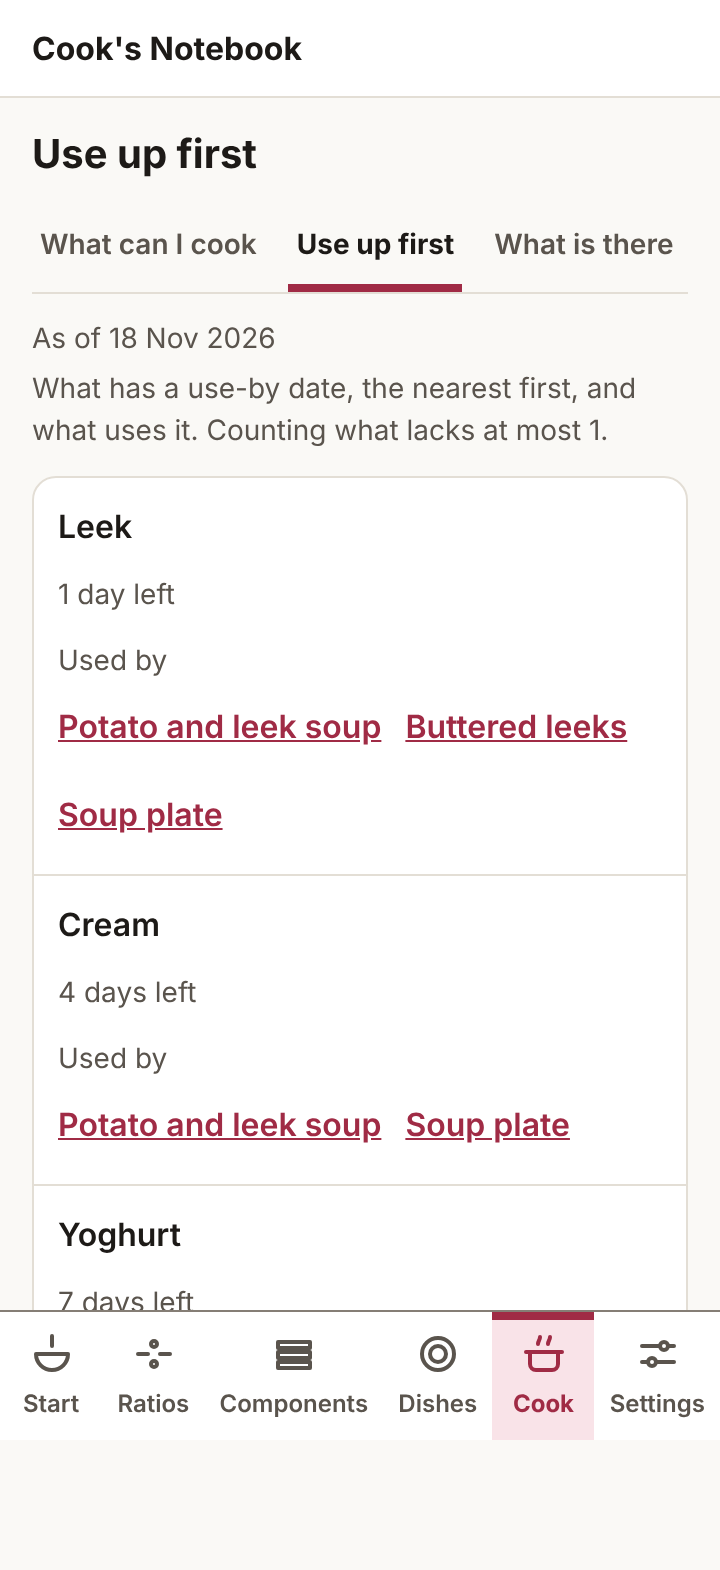 Cook's Notebook
Use up first
What can I cook
Use up first
What is there
As of 18 Nov 2026
What has a use-by date, the nearest first, and
what uses it. Counting what lacks at most 1.
Leek
1 day left
Used by
Potato and leek soup
Buttered leeks
Soup plate
Cream
4 days left
Used by
Potato and leek soup
Soup plate
Yoghurt
7 days left
Start
Ratios
Components
Dishes
Cook
Settings